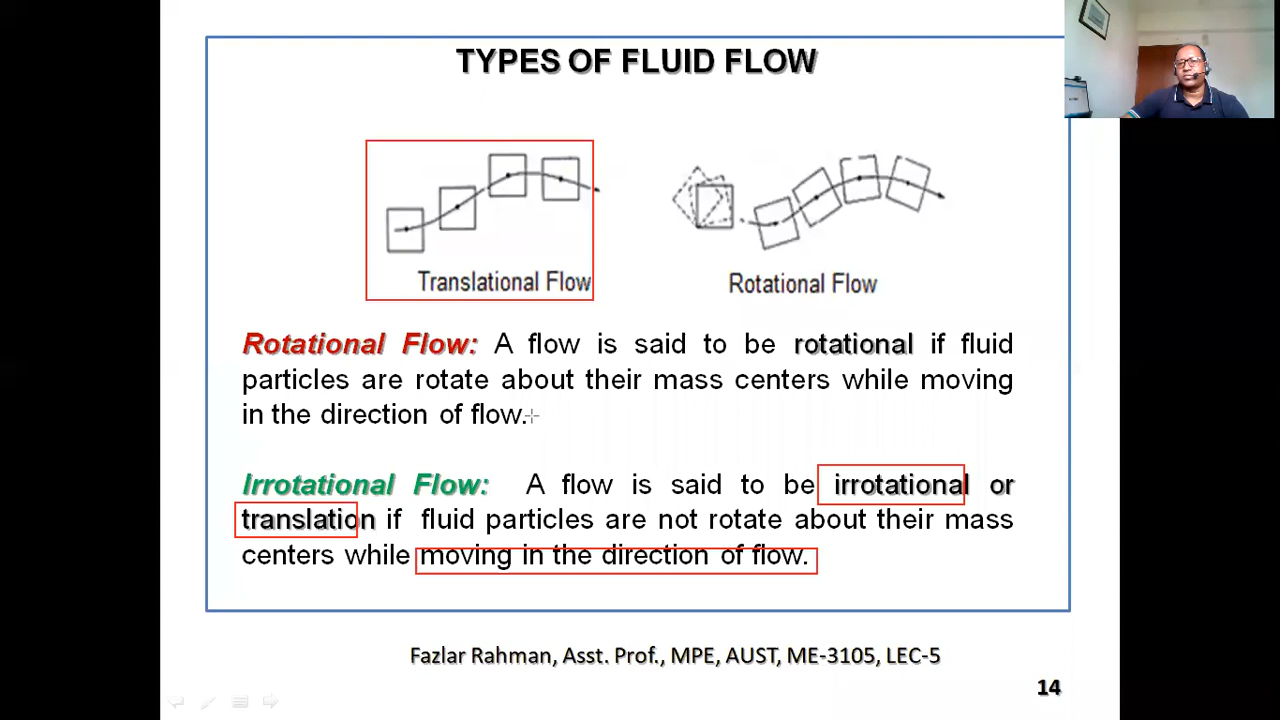 TYPES OF FLUID FLOW
Translational Flow
Rotational Flow
Rotational Flow: A flow is said to be rotational if fluid
particles are rotate about their mass centers while moving
in the direction of flow.
Irrotational Flow: A flow is said to be irrotational or
translation if fluid particles are not rotate about their mass
centers while moving in the direction of flow.
Fazlar Rahman, Asst. Prof., MPE, AUST, ME-3105, LEC-5
14